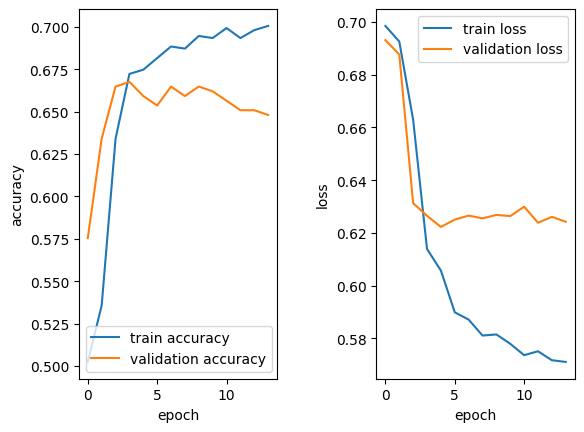 0.700
0.675
0.650
0.625
0.600
0.575
0.550
0.525
0.500
accuracy
train accuracy
validation accuracy
0 5 10
epoch
0.70
0.68
0.66
0.64
0.62
0.60
0.58
loss
train loss
validation loss
0 5 10
epoch